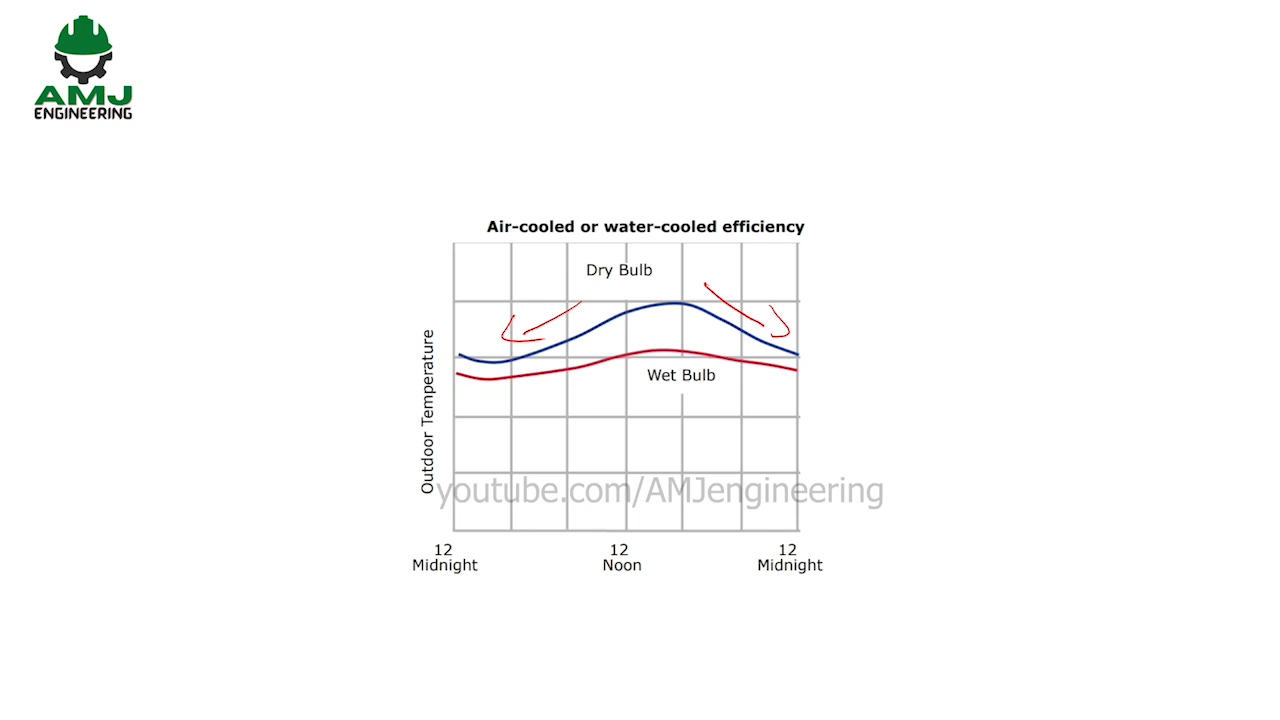 AMJ
ENGINEERING
Air-cooled or water-cooled efficiency
Dry Bulb
Wet Bulb
Outdoor Temperature
youtube.com/AMJengineering
12 12 12
Midnight Noon Midnight